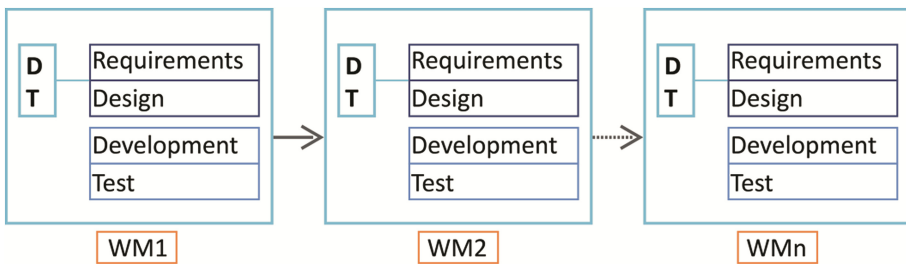 D
T
Requirements
Design
Development
Test
WM1
D
T
Requirements
Design
Development
Test
WM2
D
T
Requirements
Design
Development
Test
WMn